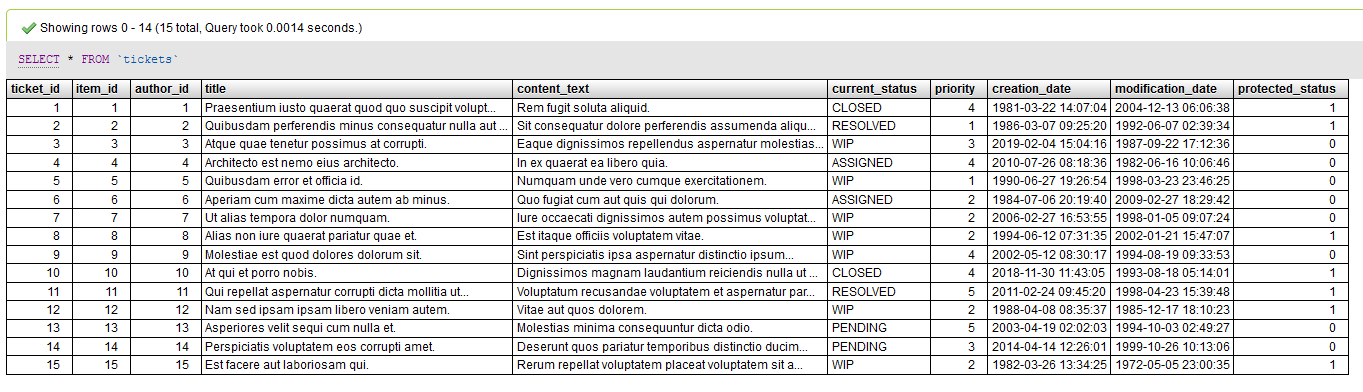 Showing rows 0 - 14 (15 total, Query took 0.0014 seconds.)
SELECT * FROM `tickets`
ticket_id item_id author_id title content_text current_status priority creation_date modification_date protected_status
1 1 1 Praesentium iusto quaerat quod quo suscipit volupt... Rem fugit soluta aliquid. CLOSED 4 1981-03-22 14:07:04 2004-12-13 06:06:38 1
2 2 2 Quibusdam perferendis minus consequatur nulla aut ... Sit consequatur dolore perferendis assumenda aliqu... RESOLVED 1 1986-03-07 09:25:20 1992-06-07 02:39:34 1
3 3 3 Atque quae tenetur possimus at corrupti. Eaque dignissimos repellendus aspernatur molestias... WIP 3 2019-02-04 15:04:16 1987-09-22 17:12:36 0
4 4 4 Architecto est nemo eius architecto. In ex quaerat ea libero quia. ASSIGNED 4 2010-07-26 08:18:36 1982-06-16 10:06:46 0
5 5 5 Quibusdam error et officia id. Numquam unde vero cumque exercitationem. WIP 1 1990-06-27 19:26:54 1998-03-23 23:46:25 0
6 6 6 Aperiam cum maxime dicta autem ab minus. Quo fugiat cum aut quis qui dolorum. ASSIGNED 2 1984-07-06 20:19:40 2009-02-27 18:29:42 0
7 7 7 Ut alias tempora dolor numquam. Iure occaecati dignissimos autem possimus voluptat... WIP 2 2006-02-27 16:53:55 1998-01-05 09:07:24 0
8 8 8 Alias non iure quaerat pariatur quae et. Est itaque officiis voluptatem vitae. WIP 2 1994-06-12 07:31:35 2002-01-21 15:47:07 1
9 9 9 Molestiae est quod dolores dolorum sit. Sint perspiciatis ipsa aspernatur distinctio ipsum... WIP 4 2002-05-12 08:30:17 1994-08-19 09:33:53 0
10 10 10 At qui et porro nobis. Dignissimos magnam laudantium reiciendis nulla ut ... CLOSED 4 2018-11-30 11:43:05 1993-08-18 05:14:01 1
11 11 11 Qui repellat aspernatur corrupti dicta mollitia ut... Voluptatum recusandae voluptatem et aspernatur par... RESOLVED 5 2011-02-24 09:45:20 1998-04-23 15:39:48 1
12 12 12 Nam sed ipsam ipsam libero veniam autem. Vitae aut quos dolorem. WIP 2 1988-04-08 08:35:37 1985-12-17 18:10:23 1
13 13 13 Asperiores velit sequi cum nulla et. Molestias minima consequuntur dicta odio. PENDING 5 2003-04-19 02:02:03 1994-10-03 02:49:27 0
14 14 14 Perspiciatis voluptatem eos corrupti amet. Deserunt quos pariatur temporibus distinctio ducim... PENDING 3 2014-04-14 12:26:01 1999-10-26 10:13:06 0
15 15 15 Est facere aut laboriosam qui. Rerum repellat voluptatem placeat voluptatem sit a... WIP 2 1982-03-26 13:34:25 1972-05-05 23:00:35 1